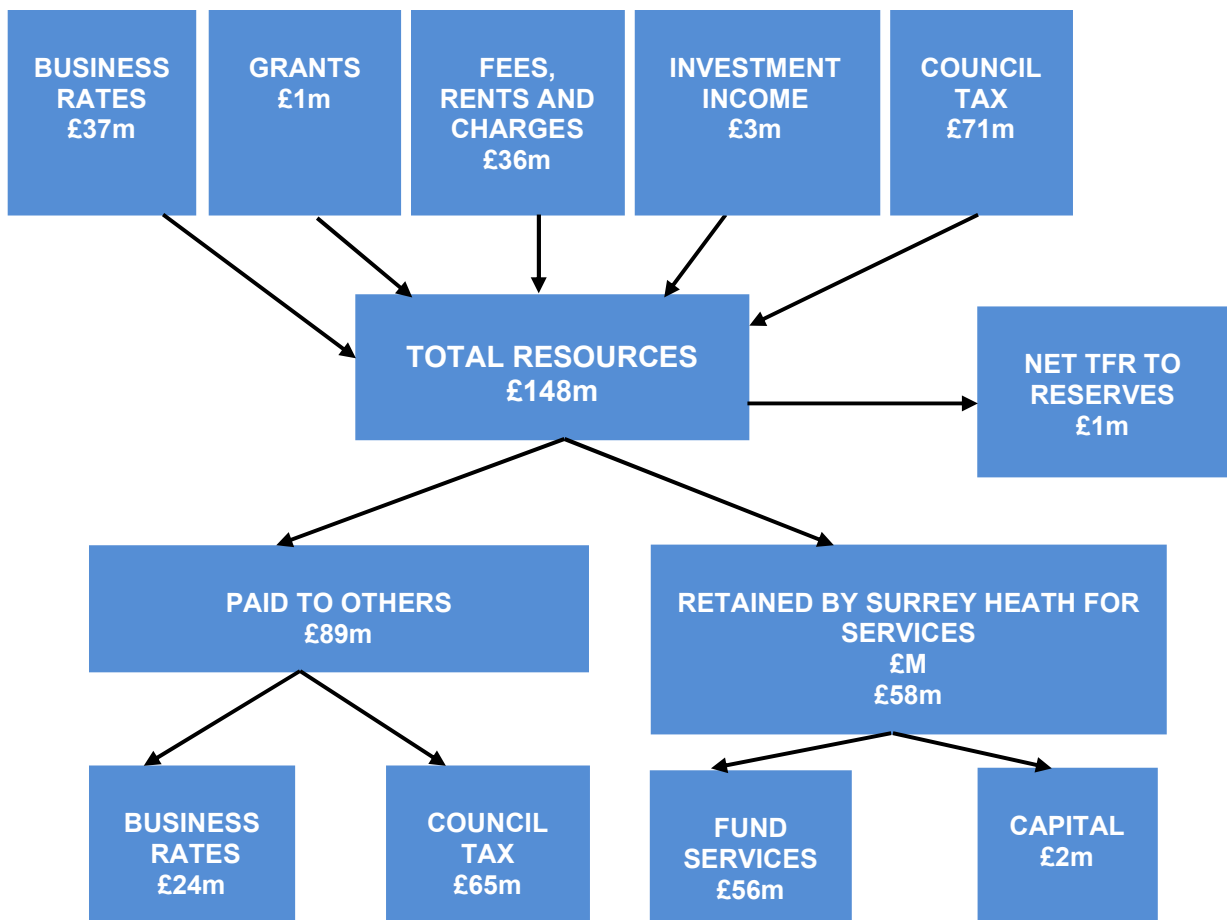 BUSINESS
RATES
£37m
GRANTS
£1m
FEES,
RENTS AND
CHARGES
£36m
INVESTMENT
INCOME
£3m
COUNCIL
TAX
£71m
TOTAL RESOURCES
£148m
NET TFR TO
RESERVES
£1m
PAID TO OTHERS
£89m
RETAINED BY SURREY HEATH FOR
SERVICES
£M
£58m
BUSINESS
RATES
£24m
COUNCIL
TAX
£65m
FUND
SERVICES
£56m
CAPITAL
£2m